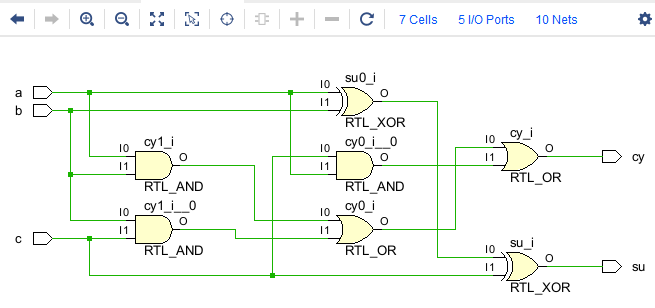 7 Cells 5 I/O Ports 10 Nets
su0_i
a I0 O
b I1
RTL_XOR
cy1_i cy0_i__0 cy_i
I0 O I0 O I0 O cy
I1 I1 I1
RTL_AND RTL_AND RTL_OR
cy1_i__0 cy0_i
I0 O I0 O
c I1 I1
RTL_AND RTL_OR
su_i
I0 O su
I1
RTL_XOR